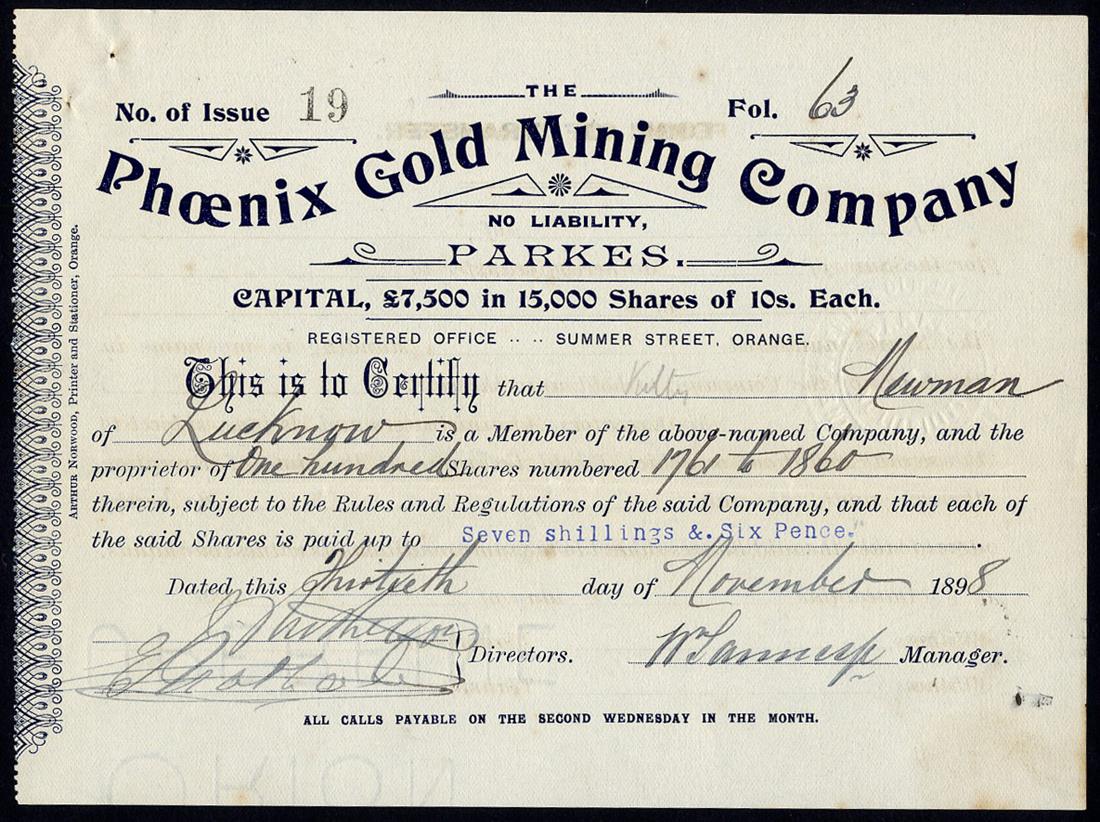 No. of Issue 19
THE
Fol. 63
Phœnix Gold Mining Company
NO LIABILITY,
PARKES.
CAPITAL, £7,500 in 15,000 Shares of 10s. Each.
REGISTERED OFFICE .. .. SUMMER STREET, ORANGE.
This is to Certify that Newman
of Lucknow is a Member of the above-named Company, and the
proprietor of One hundred Shares numbered 1761 to 1860
therein, subject to the Rules and Regulations of the said Company, and that each of
the said Shares is paid up to Seven shillings &. Six Pence.
Dated this Thirtieth day of November 1898
Directors. Manager.
ALL CALLS PAYABLE ON THE SECOND WEDNESDAY IN THE MONTH.
ARTHUR NORWOOD, Printer and Stationer, Orange.